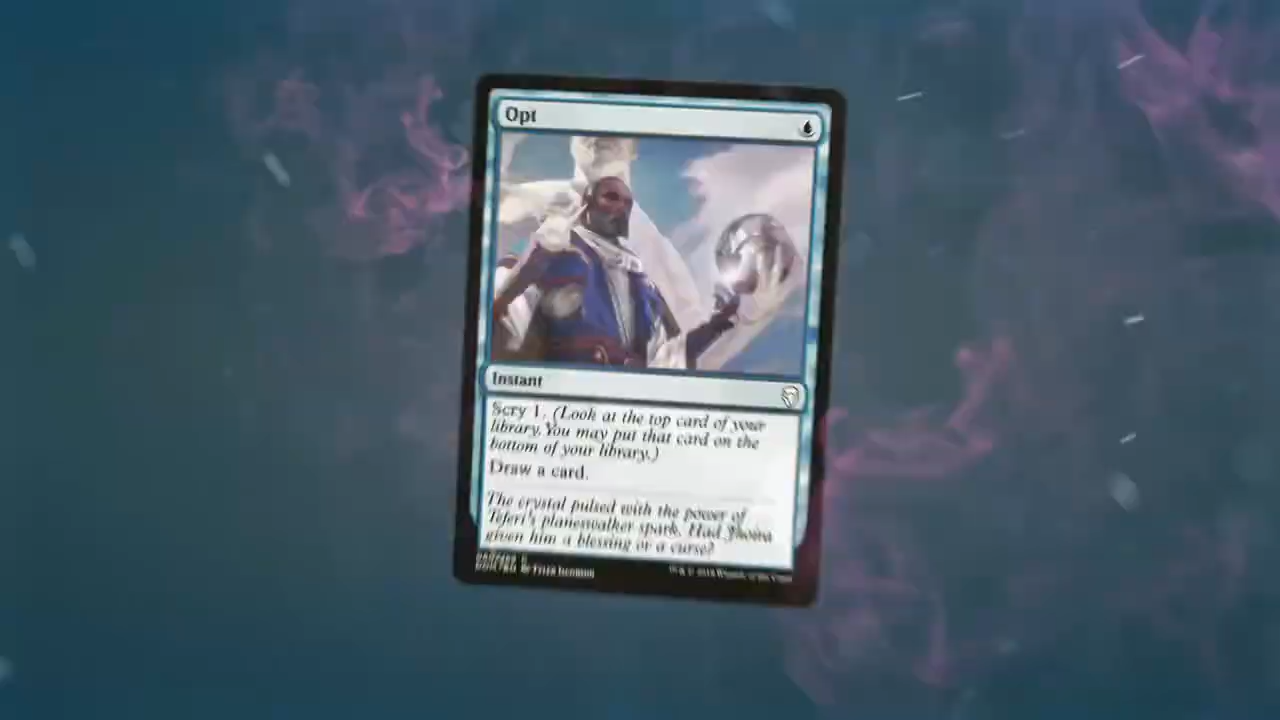 Opt
Instant
Scry 1. (Look at the top card of your
library. You may put that card on the
bottom of your library.)
Draw a card.
The crystal pulsed with the power of
Teferi's planeswalker spark. Had Jhoira
given him a blessing or a curse?